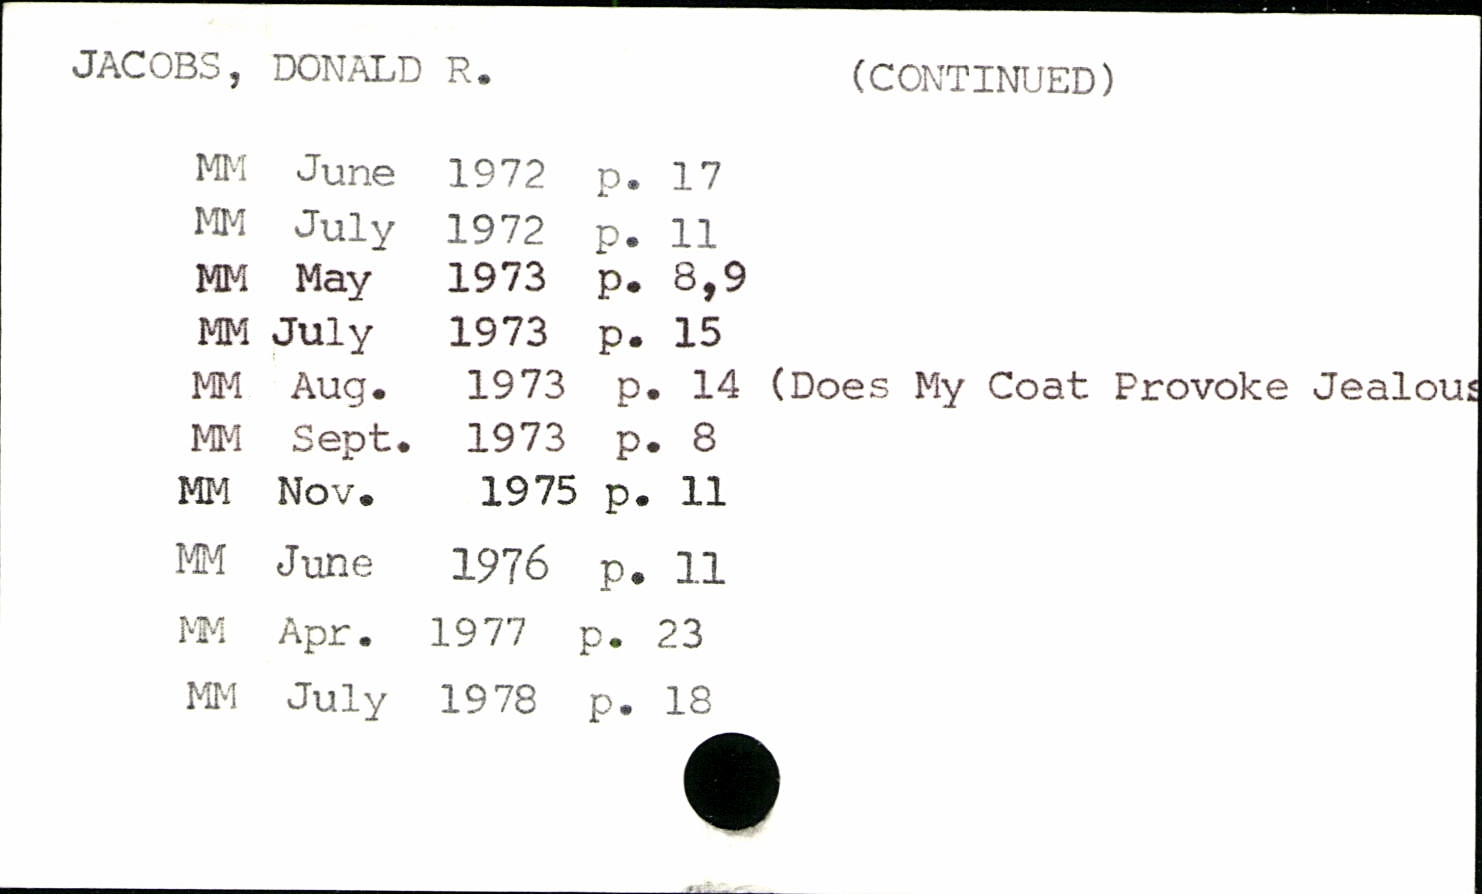 JACOBS, DONALD R. (CONTINUED)
MM June 1972 p. 17
MM July 1972 p. 11
MM May 1973 p. 8,9
MM July 1973 p. 15
MM Aug. 1973 p. 14 (Does My Coat Provoke Jealous
MM Sept. 1973 p. 8
MM Nov. 1975 p. 11
MM June 1976 p. 11
MM Apr. 1977 p. 23
MM July 1978 p. 18